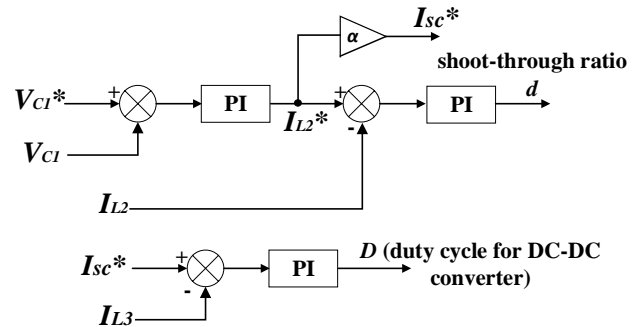 α
Isc*
shoot-through ratio
VC1*
+
PI
IL2*
+
PI
d
-
VC1
-
IL2
Isc*
+
PI
D (duty cycle for DC-DC
converter)
-
IL3